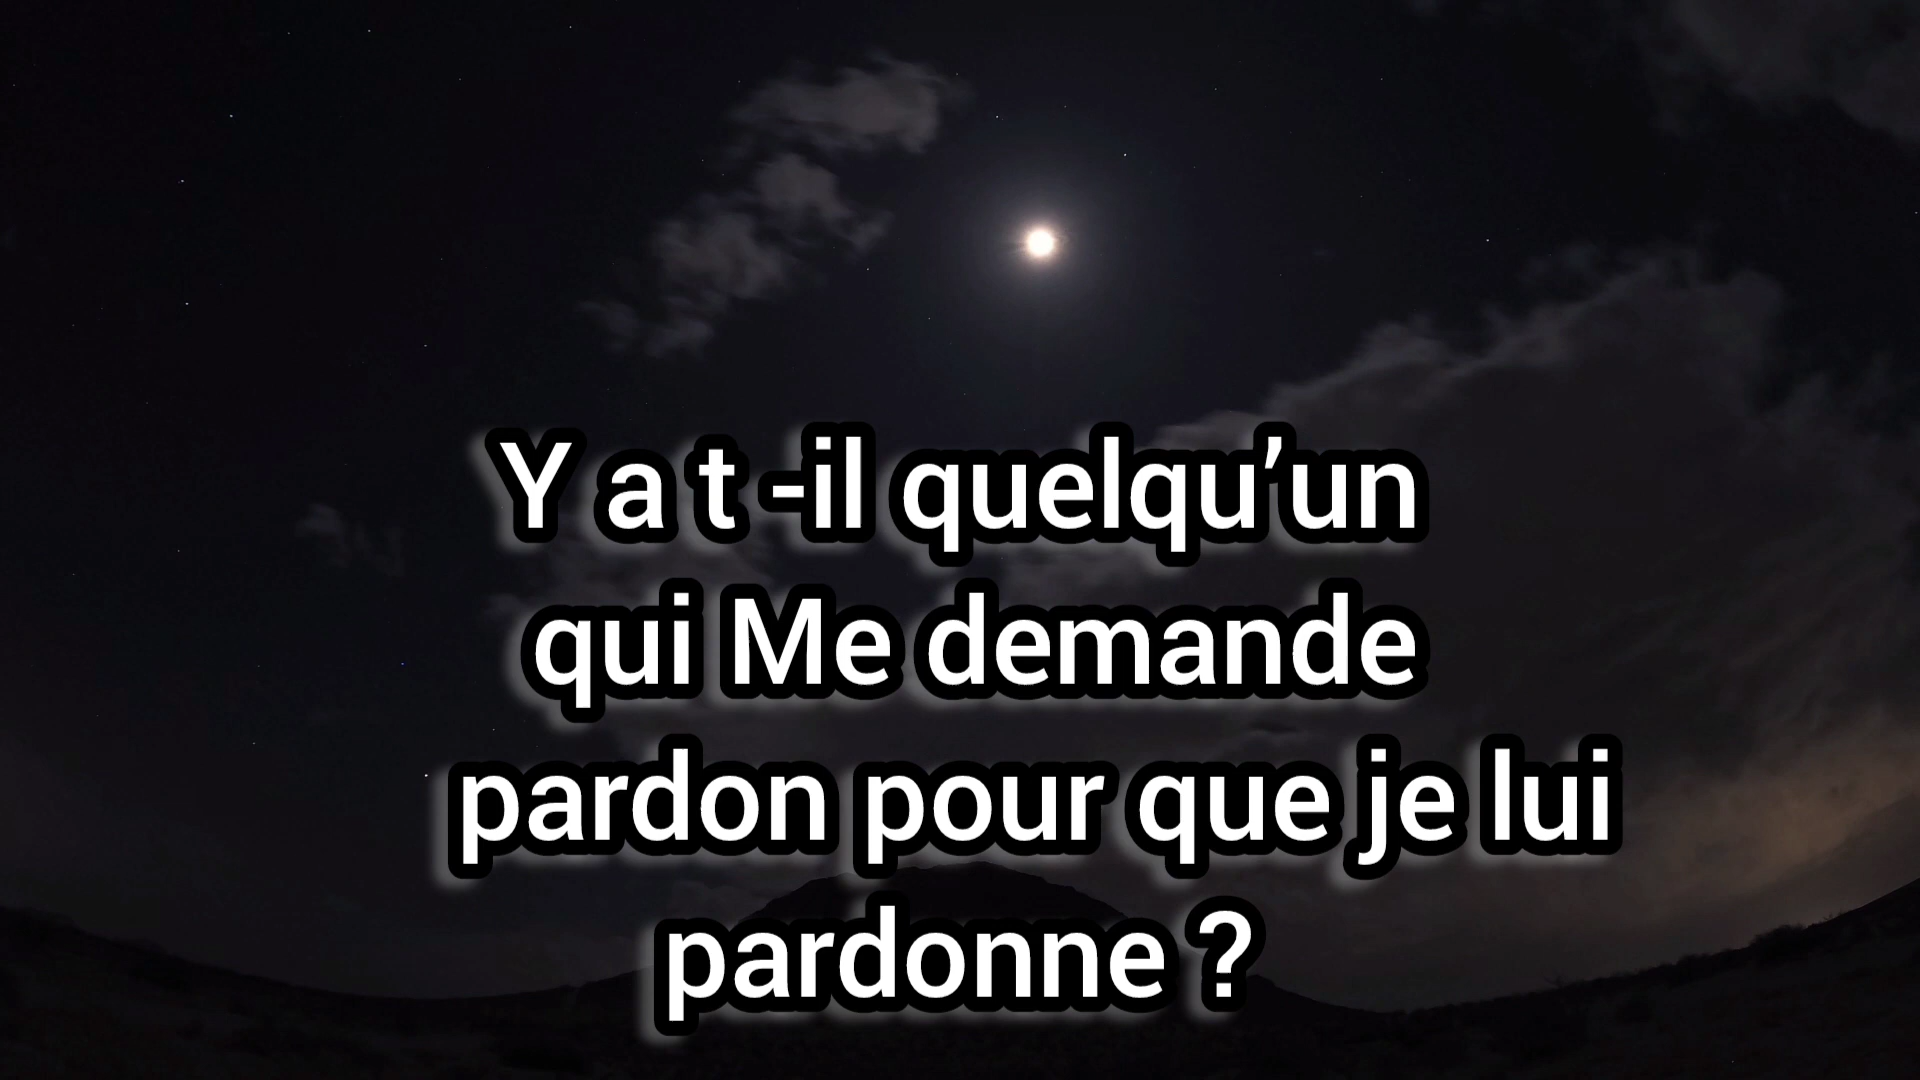 Y a t -il quelqu’un
qui Me demande
pardon pour que je lui
pardonne ?